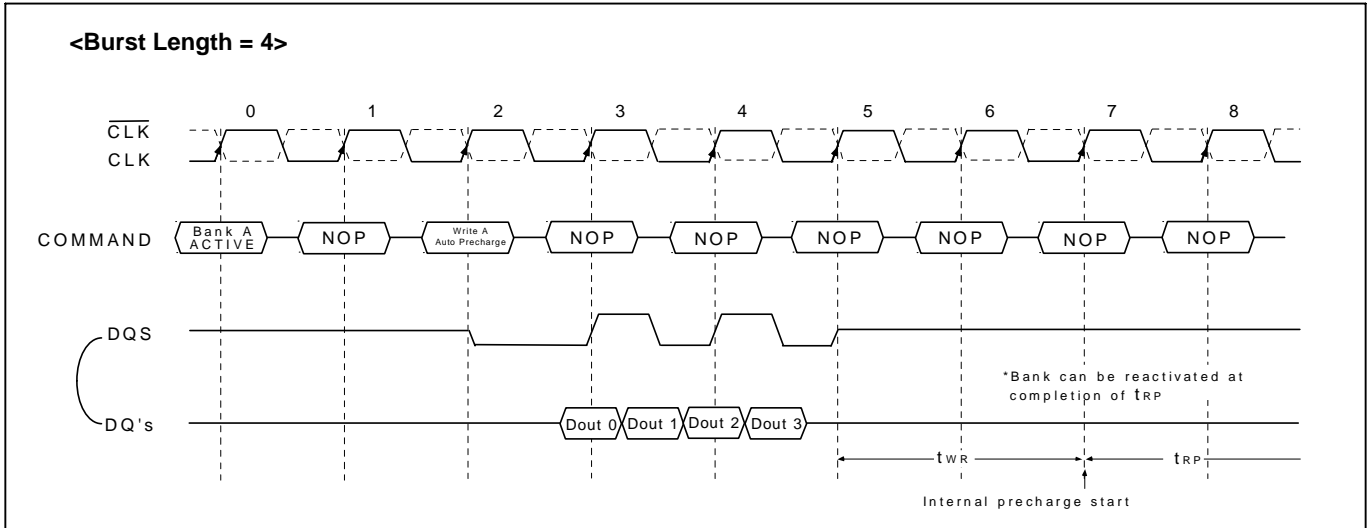 <Burst Length = 4>
0 1 2 3 4 5 6 7 8
CLK
CLK
COMMAND
Bank A
ACTIVE
NOP
Write A
Auto Precharge
NOP
NOP
NOP
NOP
NOP
NOP
DQS
*Bank can be reactivated at
completion of tRP
DQ's
Dout 0 Dout 1 Dout 2 Dout 3
tWR
tRP
Internal precharge start